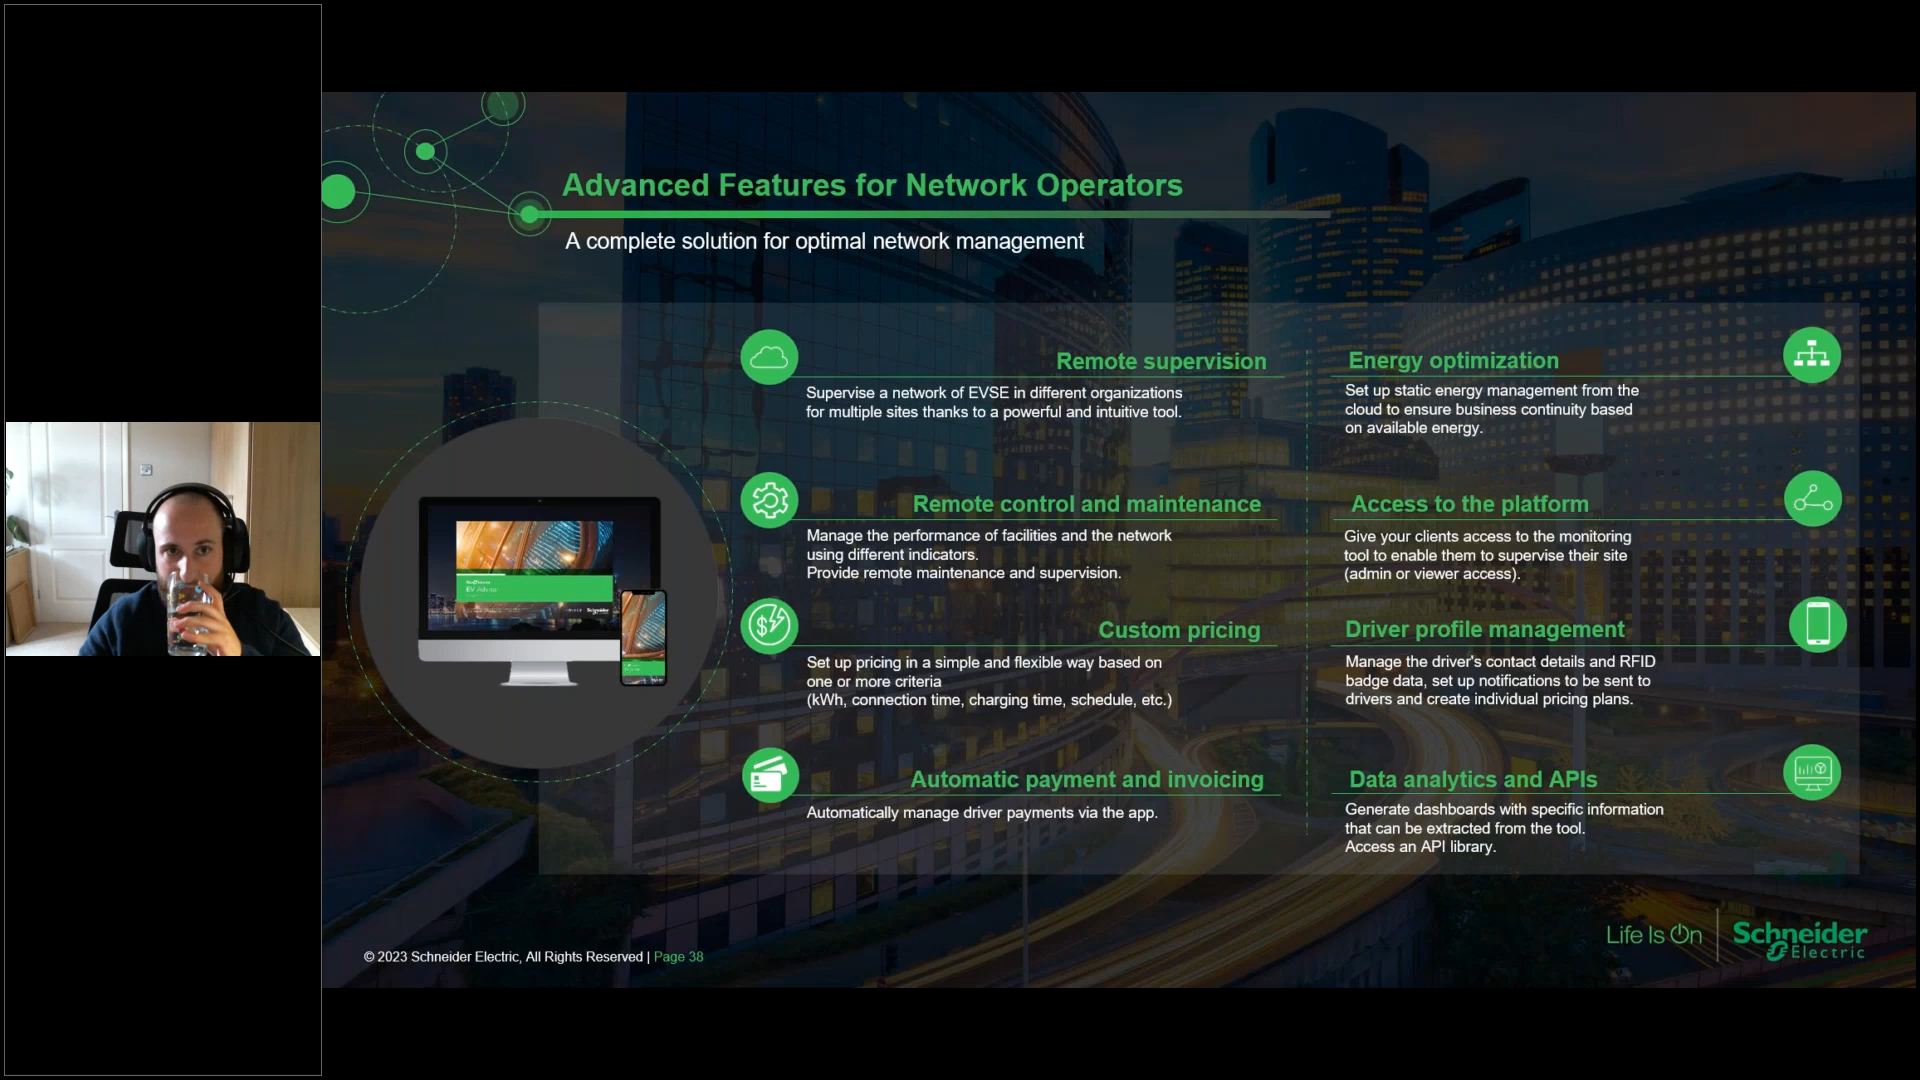 Advanced Features for Network Operators
A complete solution for optimal network management
Remote supervision
Supervise a network of EVSE in different organizations
for multiple sites thanks to a powerful and intuitive tool.
Remote control and maintenance
Manage the performance of facilities and the network
using different indicators.
Provide remote maintenance and supervision.
Custom pricing
Set up pricing in a simple and flexible way based on
one or more criteria
(kWh, connection time, charging time, schedule, etc.)
Automatic payment and invoicing
Automatically manage driver payments via the app.
Energy optimization
Set up static energy management from the
cloud to ensure business continuity based
on available energy.
Access to the platform
Give your clients access to the monitoring
tool to enable them to supervise their site
(admin or viewer access).
Driver profile management
Manage the driver's contact details and RFID
badge data, set up notifications to be sent to
drivers and create individual pricing plans.
Data analytics and APIs
Generate dashboards with specific information
that can be extracted from the tool.
Access an API library.
© 2023 Schneider Electric, All Rights Reserved | Page 38
Life Is On
Schneider
Electric